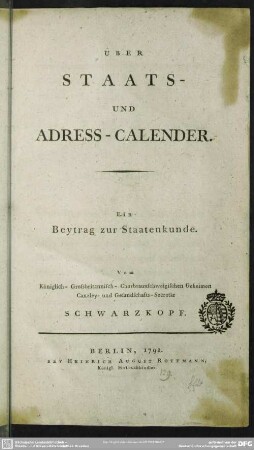 UBER
STAATS-
UND
ADRESS-CALENDER.
EIN
Beytrag zur Staatenkunde.
Vom
Königlich-Grosbritannisch-Churbraunschweigischen Geheimen
Canzley- und Gesandschafts-Secretär
SCHWARZKOPF.
BERLIN, 1792.
BEY HEINRICH AUGUST ROTTMANN,
Königl. Hof-Buchhändler.